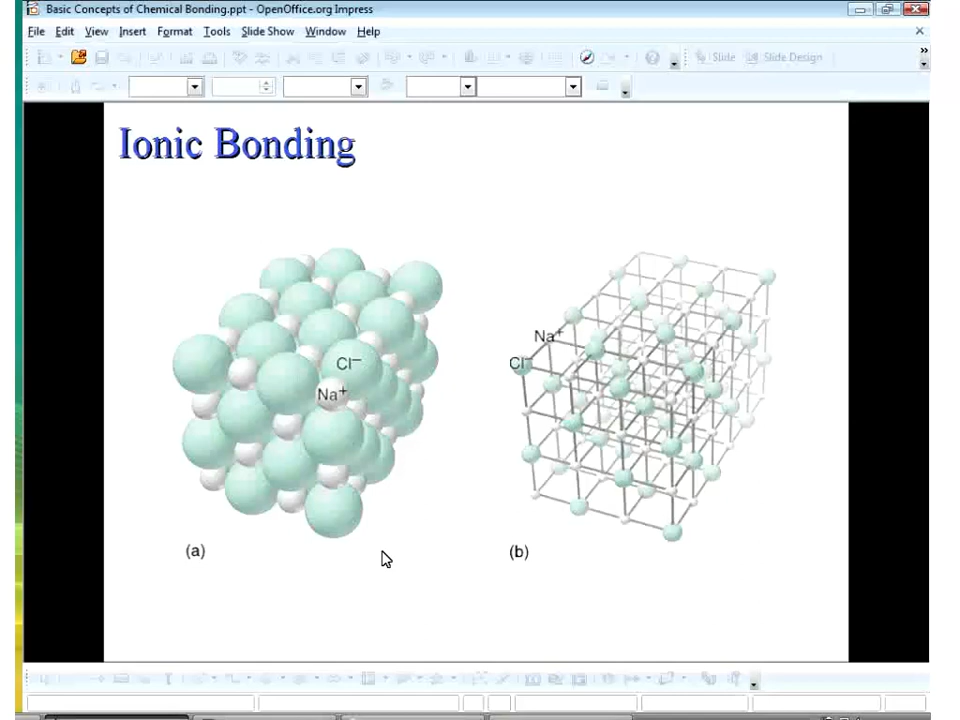 Basic Concepts of Chemical Bonding.ppt - OpenOffice.org Impress
File Edit View Insert Format Tools Slide Show Window Help
Slide Slide Design
Ionic Bonding
Na⁺
Cl⁻
Cl⁻
Na⁺
(a)
(b)